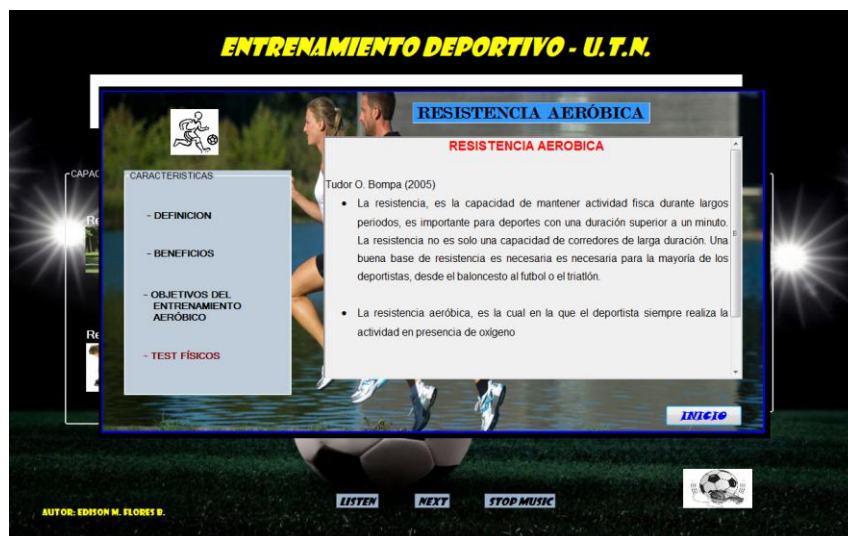 ENTRENAMIENTO DEPORTIVO - U.T.N.
RESISTENCIA AERÓBICA
RESISTENCIA AEROBICA
CAPAC
CARACTERISTICAS
Tudor O. Bompa (2005)
• La resistencia, es la capacidad de mantener actividad fisca durante largos
periodos, es importante para deportes con una duración superior a un minuto.
La resistencia no es solo una capacidad de corredores de larga duración. Una
buena base de resistencia es necesaria es necesaria para la mayoría de los
deportistas, desde el baloncesto al futbol o el triatlón.
• La resistencia aeróbica, es la cual en la que el deportista siempre realiza la
actividad en presencia de oxígeno
- DEFINICION
Re
- BENEFICIOS
- OBJETIVOS DEL
ENTRENAMIENTO
AERÓBICO
Re
- TEST FÍSICOS
INICIO
LISTEN
NEXT
STOP MUSIC
AUTOR: EDISON M. FLORES B.